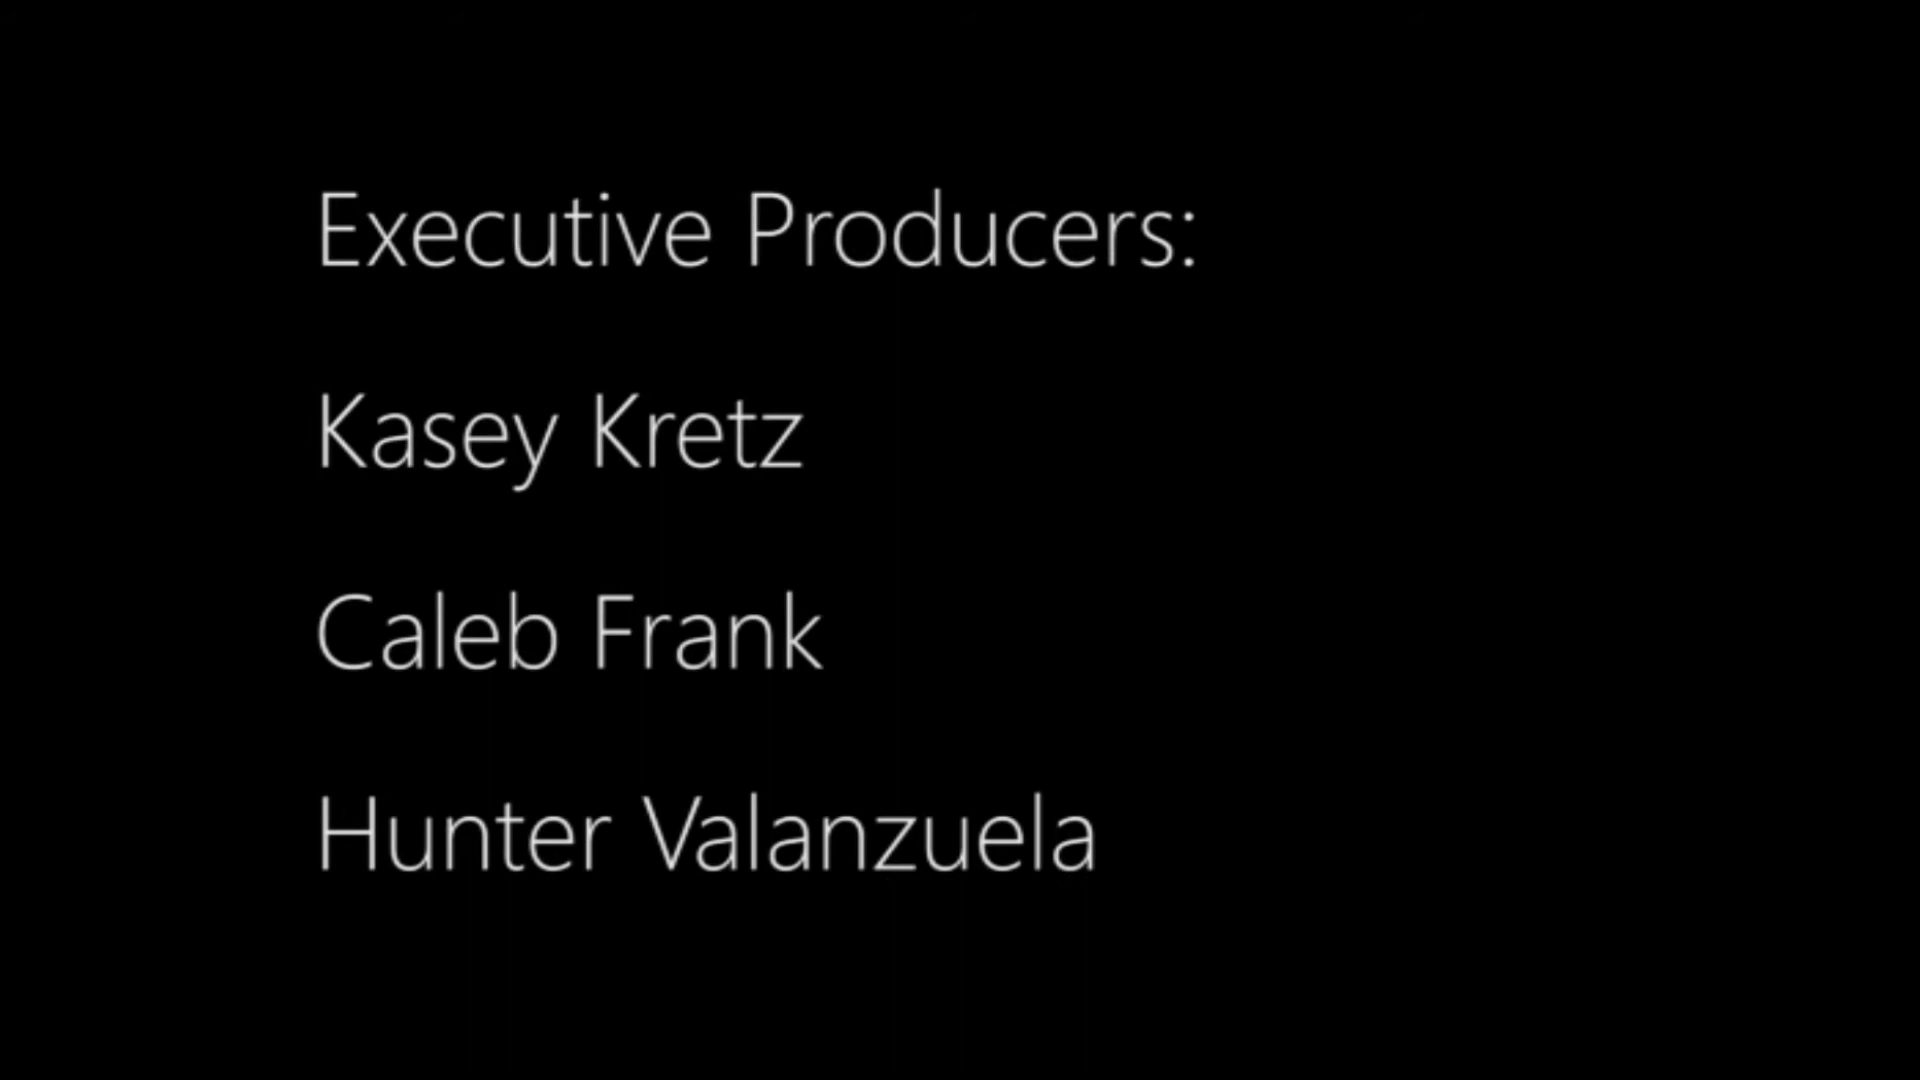 Executive Producers:
Kasey Kretz
Caleb Frank
Hunter Valanzuela